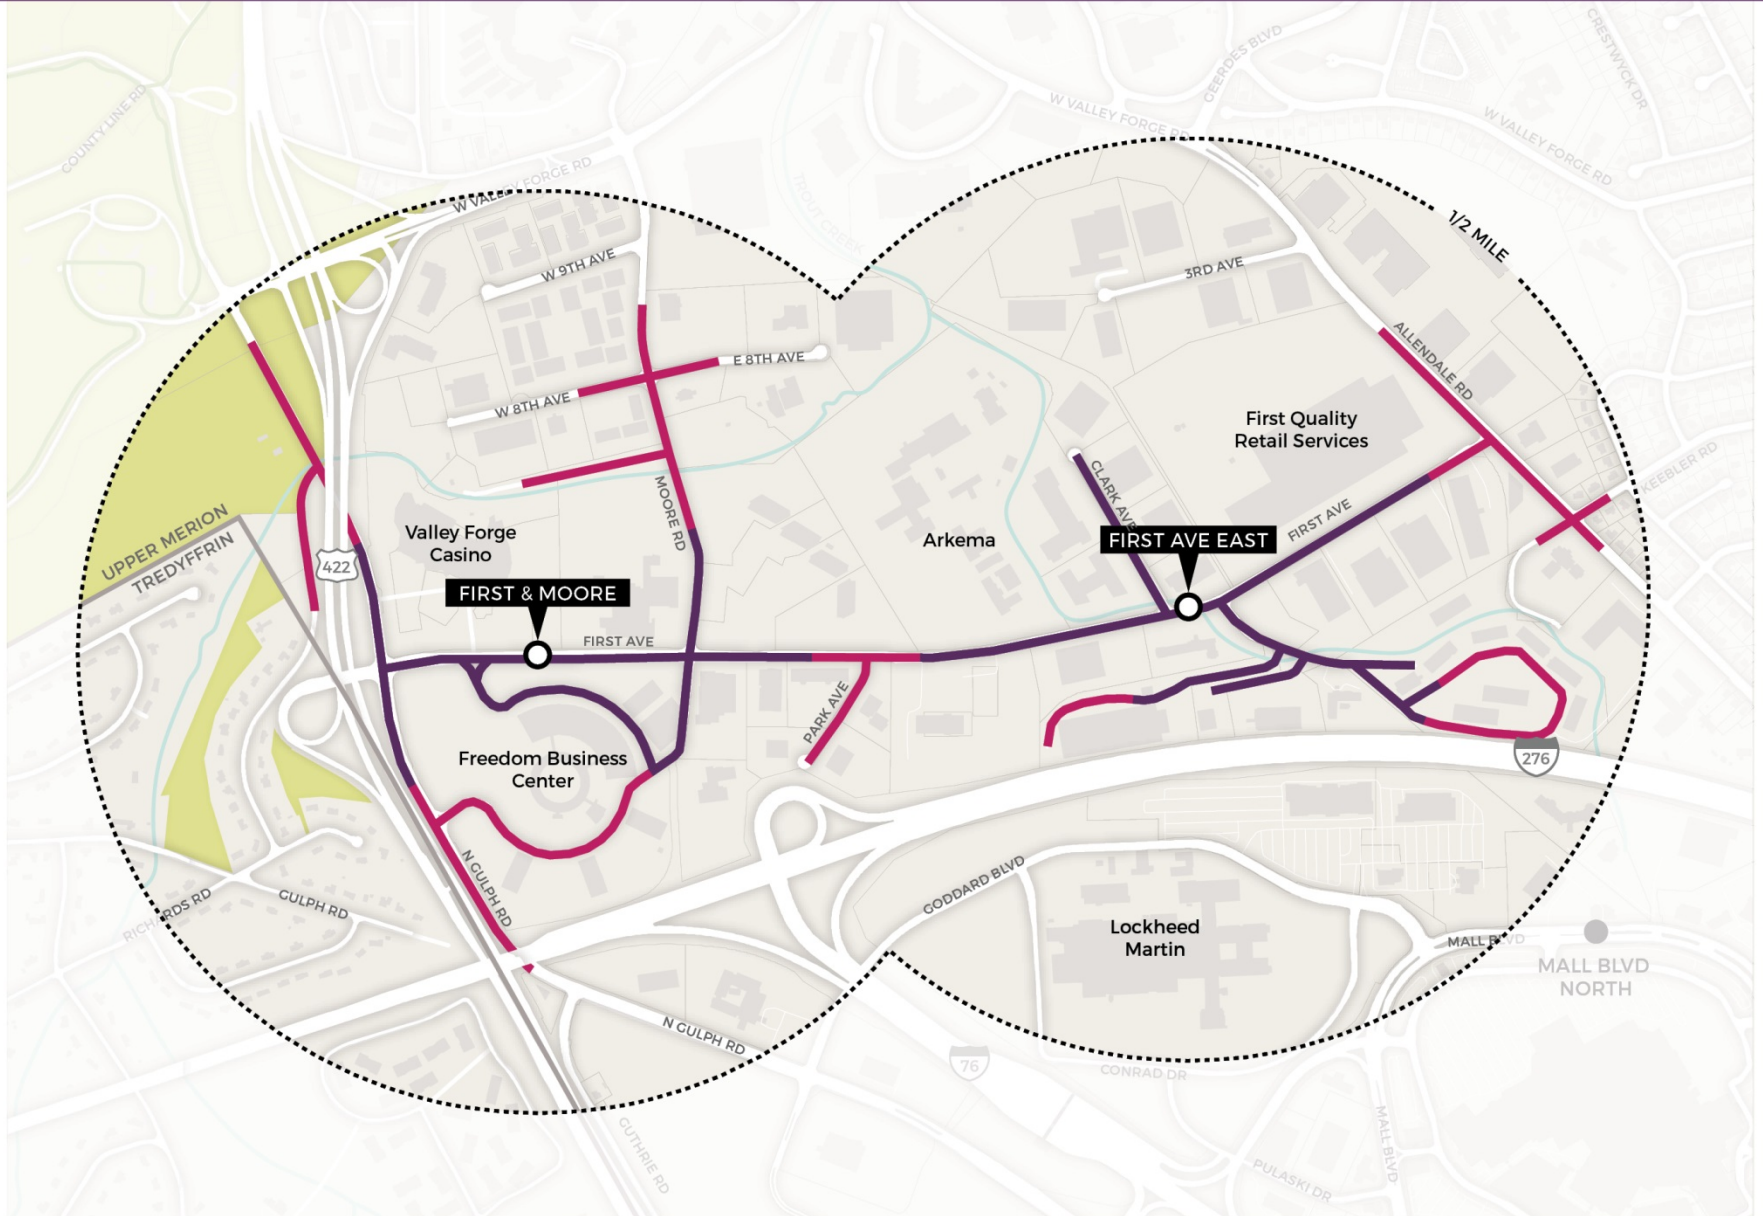 COUNTY LINE RD
W VALLEY FORGE RD
GEERDES BLVD
CRESTWYCK DR
W VALLEY FORGE RD
W VALLEY FORGE RD
TROUT CREEK
1/2 MILE
W 9TH AVE
3RD AVE
ALLENDALE RD
E 8TH AVE
W 8TH AVE
First Quality
Retail Services
KEEBLER RD
MOORE RD
CLARK AVE
FIRST AVE
UPPER MERION
TREDYFFRIN
422
Valley Forge
Casino
Arkema
FIRST AVE EAST
FIRST & MOORE
FIRST AVE
PARK AVE
Freedom Business
Center
276
N GULPH RD
GODDARD BLVD
RICHARDS RD
GULPH RD
Lockheed
Martin
MALL BLVD
MALL BLVD
NORTH
N GULPH RD
76
CONRAD DR
GUTHRIE RD
MALL BLVD
PULASKI DR